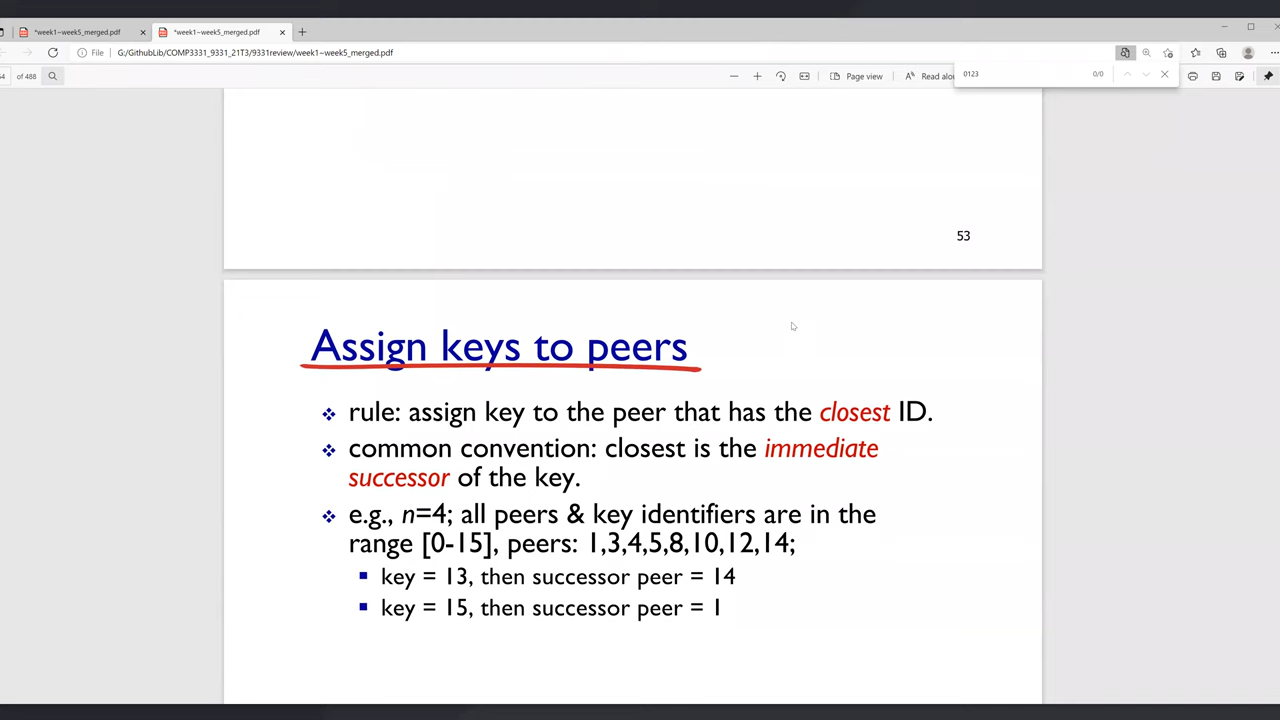 *week1~week5_merged.pdf
*week1~week5_merged.pdf
File
G:/GithubLib/COMP3331_9331_21T3/9331review/week1~week5_merged.pdf
of 488
Page view
Read alou
0123
0/0
53
Assign keys to peers
rule: assign key to the peer that has the closest ID.
common convention: closest is the immediate
successor of the key.
e.g., n=4; all peers & key identifiers are in the
range [0-15], peers: 1,3,4,5,8,10,12,14;
key = 13, then successor peer = 14
key = 15, then successor peer = 1